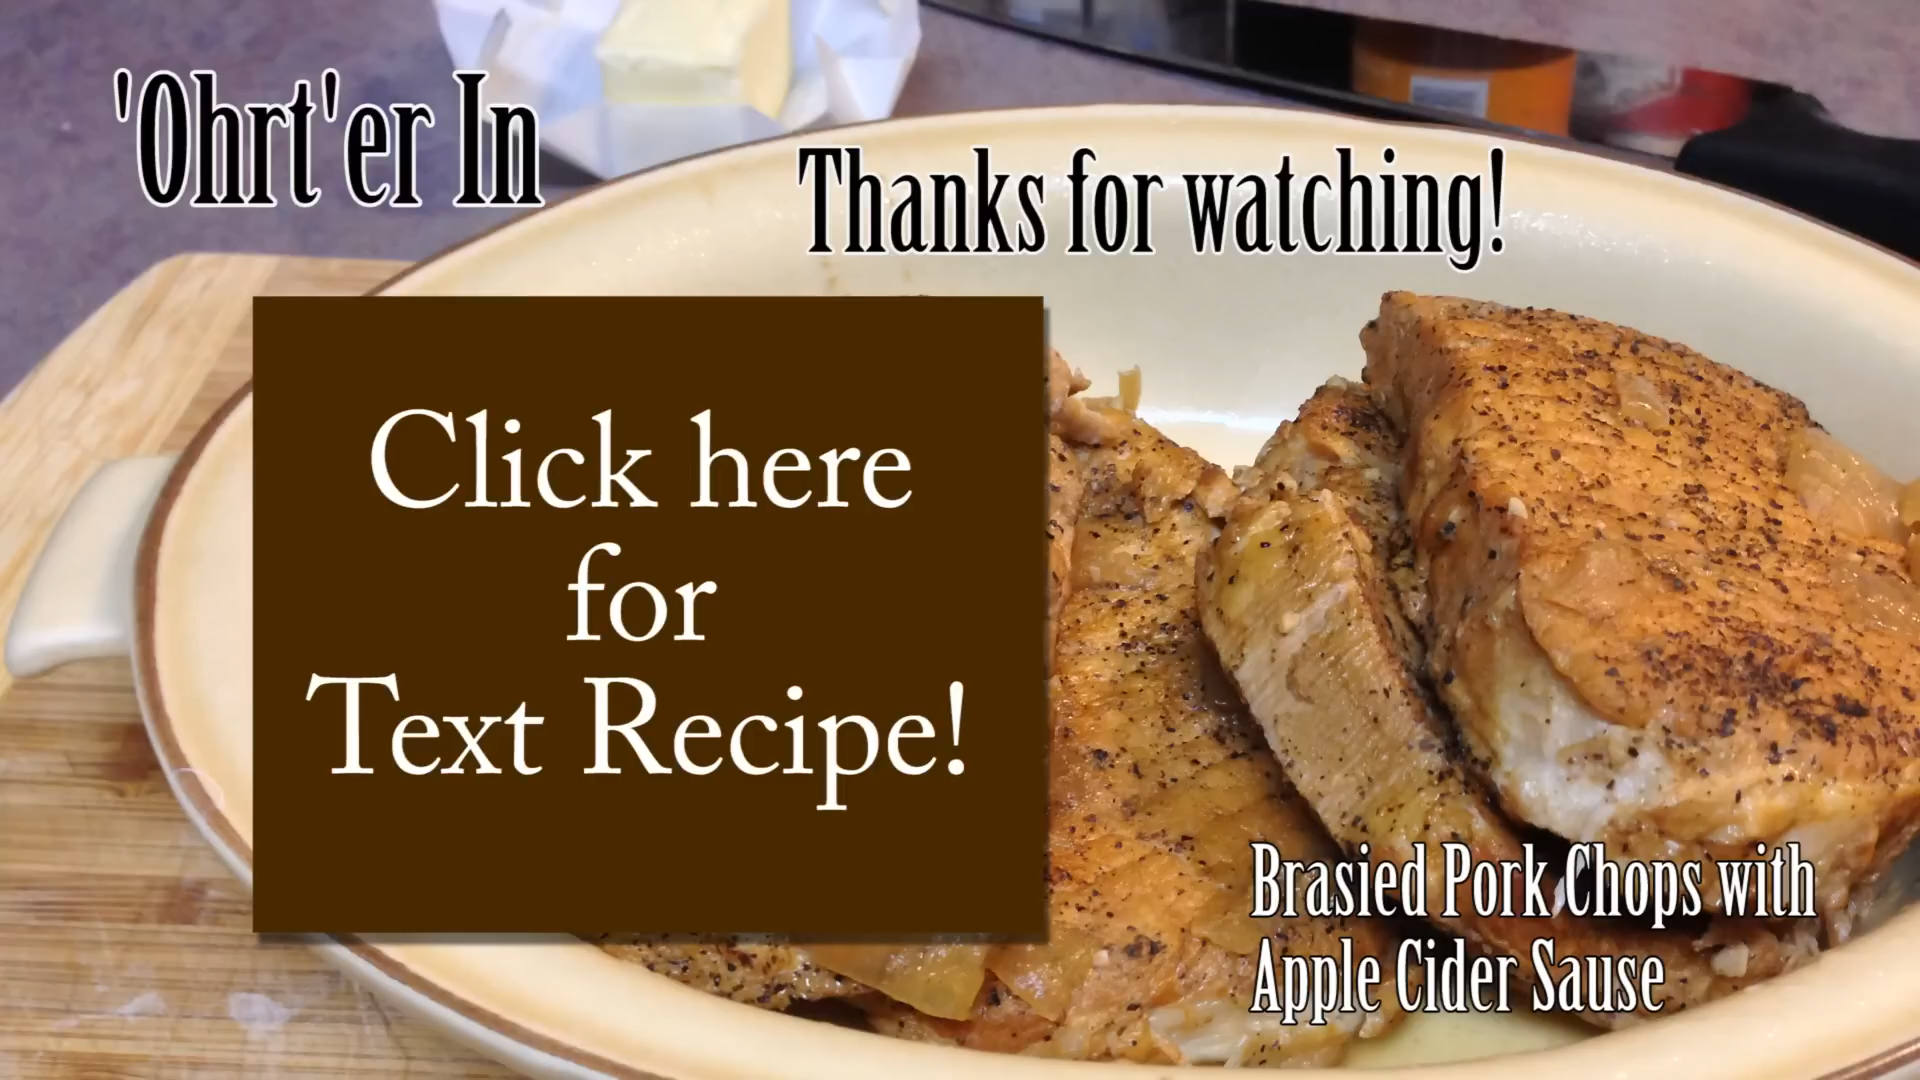 'Ohrt'er In
Thanks for watching!
Click here
for
Text Recipe!
Brasied Pork Chops with
Apple Cider Sause